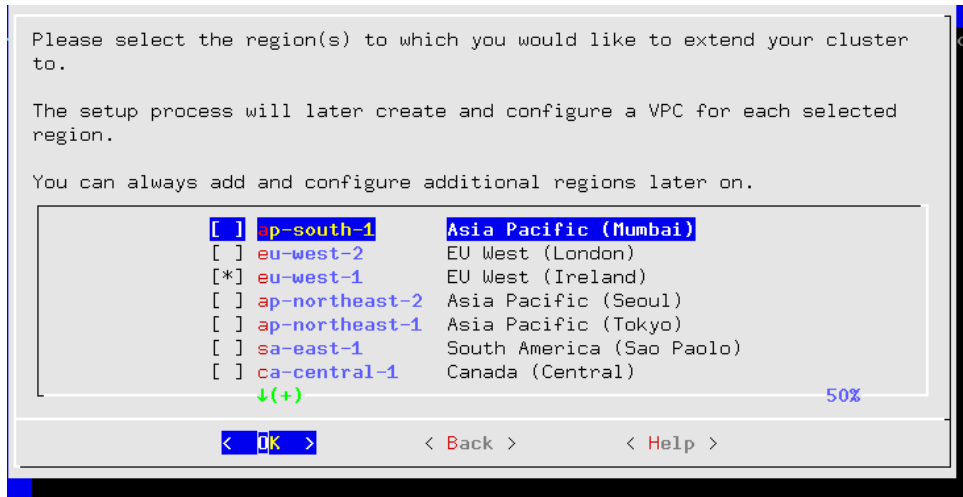 Please select the region(s) to which you would like to extend your cluster
to.
The setup process will later create and configure a VPC for each selected
region.
You can always add and configure additional regions later on.
[ ] ap-south-1 Asia Pacific (Mumbai)
[ ] eu-west-2 EU West (London)
[*] eu-west-1 EU West (Ireland)
[ ] ap-northeast-2 Asia Pacific (Seoul)
[ ] ap-northeast-1 Asia Pacific (Tokyo)
[ ] sa-east-1 South America (Sao Paolo)
[ ] ca-central-1 Canada (Central)
↓(+) 50%
< OK > < Back > < Help >